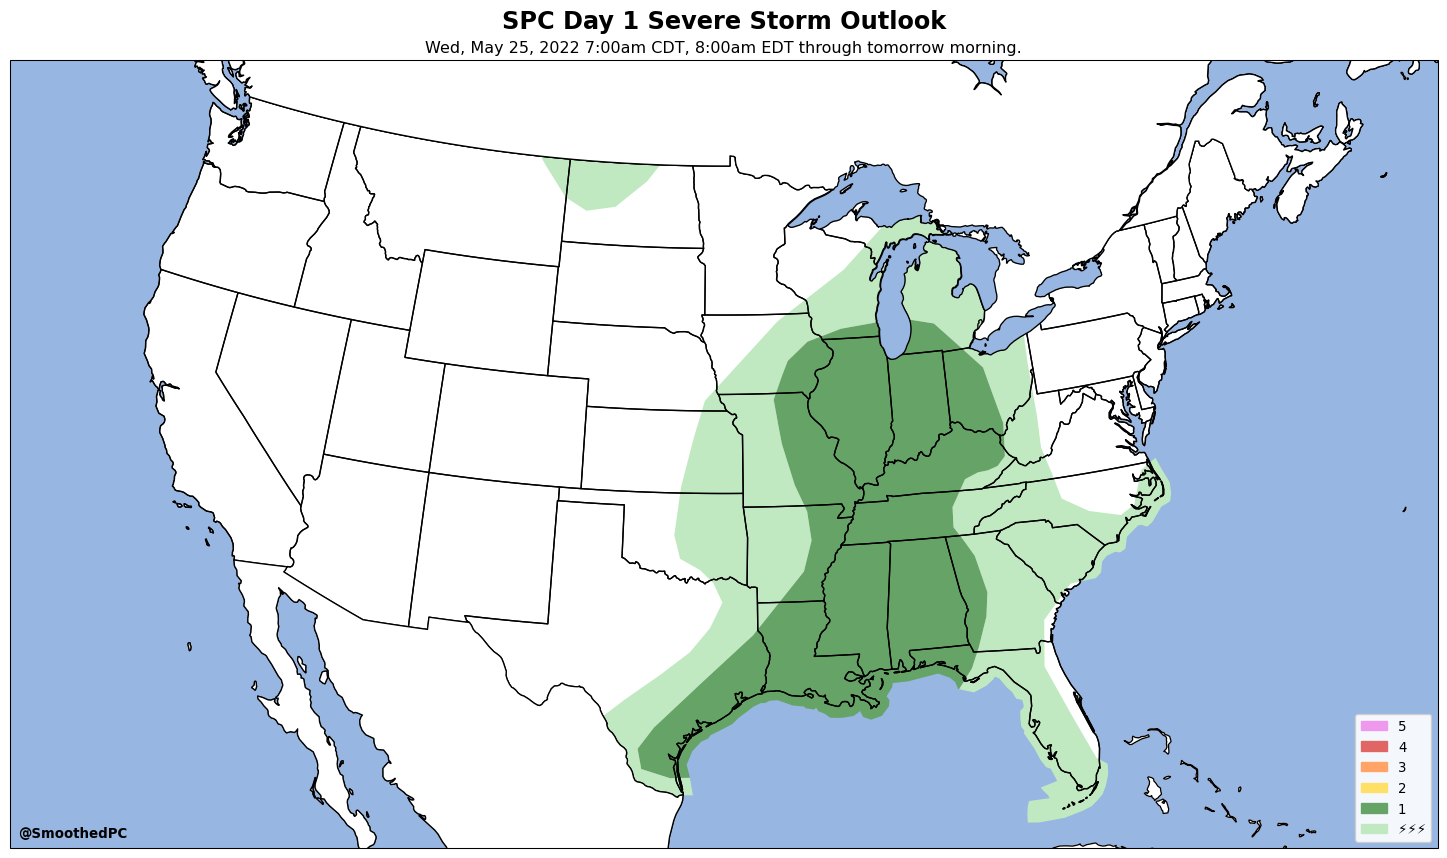 SPC Day 1 Severe Storm Outlook
Wed, May 25, 2022 7:00am CDT, 8:00am EDT through tomorrow morning.
5
4
3
2
1
⚡⚡⚡
@SmoothedPC